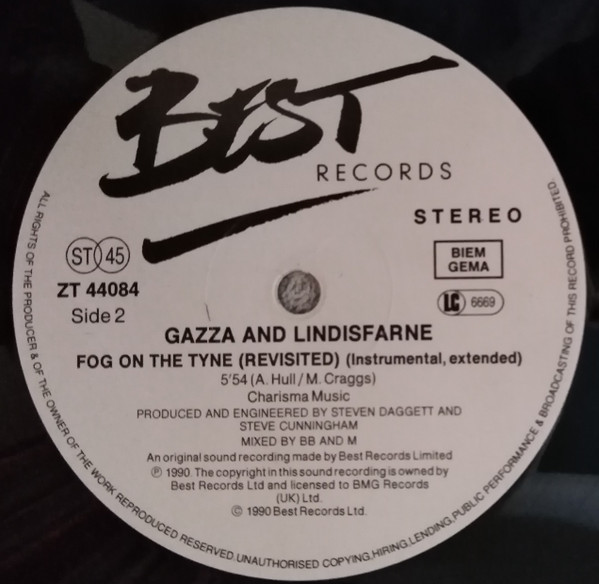 BEST
RECORDS
STEREO
ST 45
BIEM
GEMA
ZT 44084
LC 6669
Side 2
GAZZA AND LINDISFARNE
FOG ON THE TYNE (REVISITED) (Instrumental, extended)
5'54 (A. Hull / M. Craggs)
Charisma Music
PRODUCED AND ENGINEERED BY STEVEN DAGGETT AND
STEVE CUNNINGHAM
MIXED BY BB AND M
An original sound recording made by Best Records Limited
℗ 1990. The copyright in this sound recording is owned by
Best Records Ltd and licensed to BMG Records
(UK) Ltd.
© 1990 Best Records Ltd.
ALL RIGHTS OF THE PRODUCER & OF THE OWNER OF THE WORK REPRODUCED RESERVED. UNAUTHORISED COPYING, HIRING, LENDING, PUBLIC PERFORMANCE & BROADCASTING OF THIS RECORD PROHIBITED.